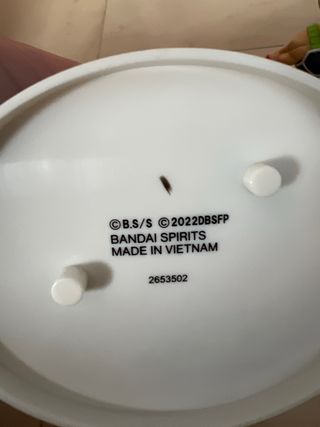 ©B.S/S ©2022DBSFP
BANDAI SPIRITS
MADE IN VIETNAM
2653502